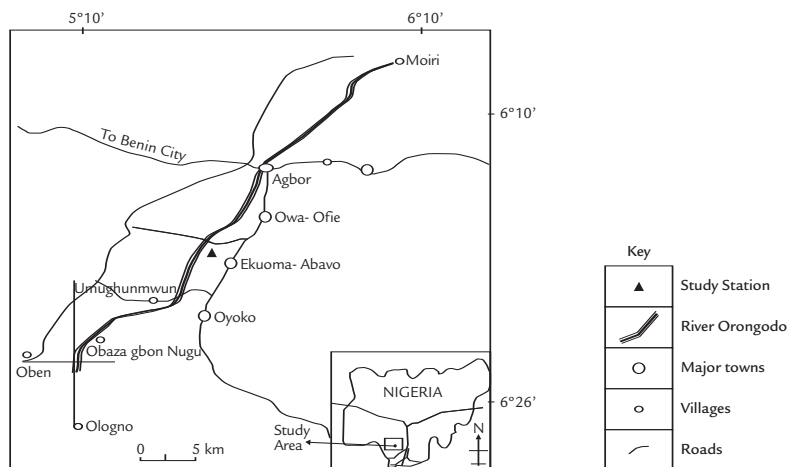 5°10’ 6°10’
Moiri
6°10’
To Benin City
Agbor
Owa- Ofie
Ekuoma- Abavo
Umughunmwun
Oyoko
Obaza gbon Nugu
Oben
Ologno
0 5 km
NIGERIA
Study
Area
N
6°26’
Key
Study Station
River Orongodo
Major towns
Villages
Roads